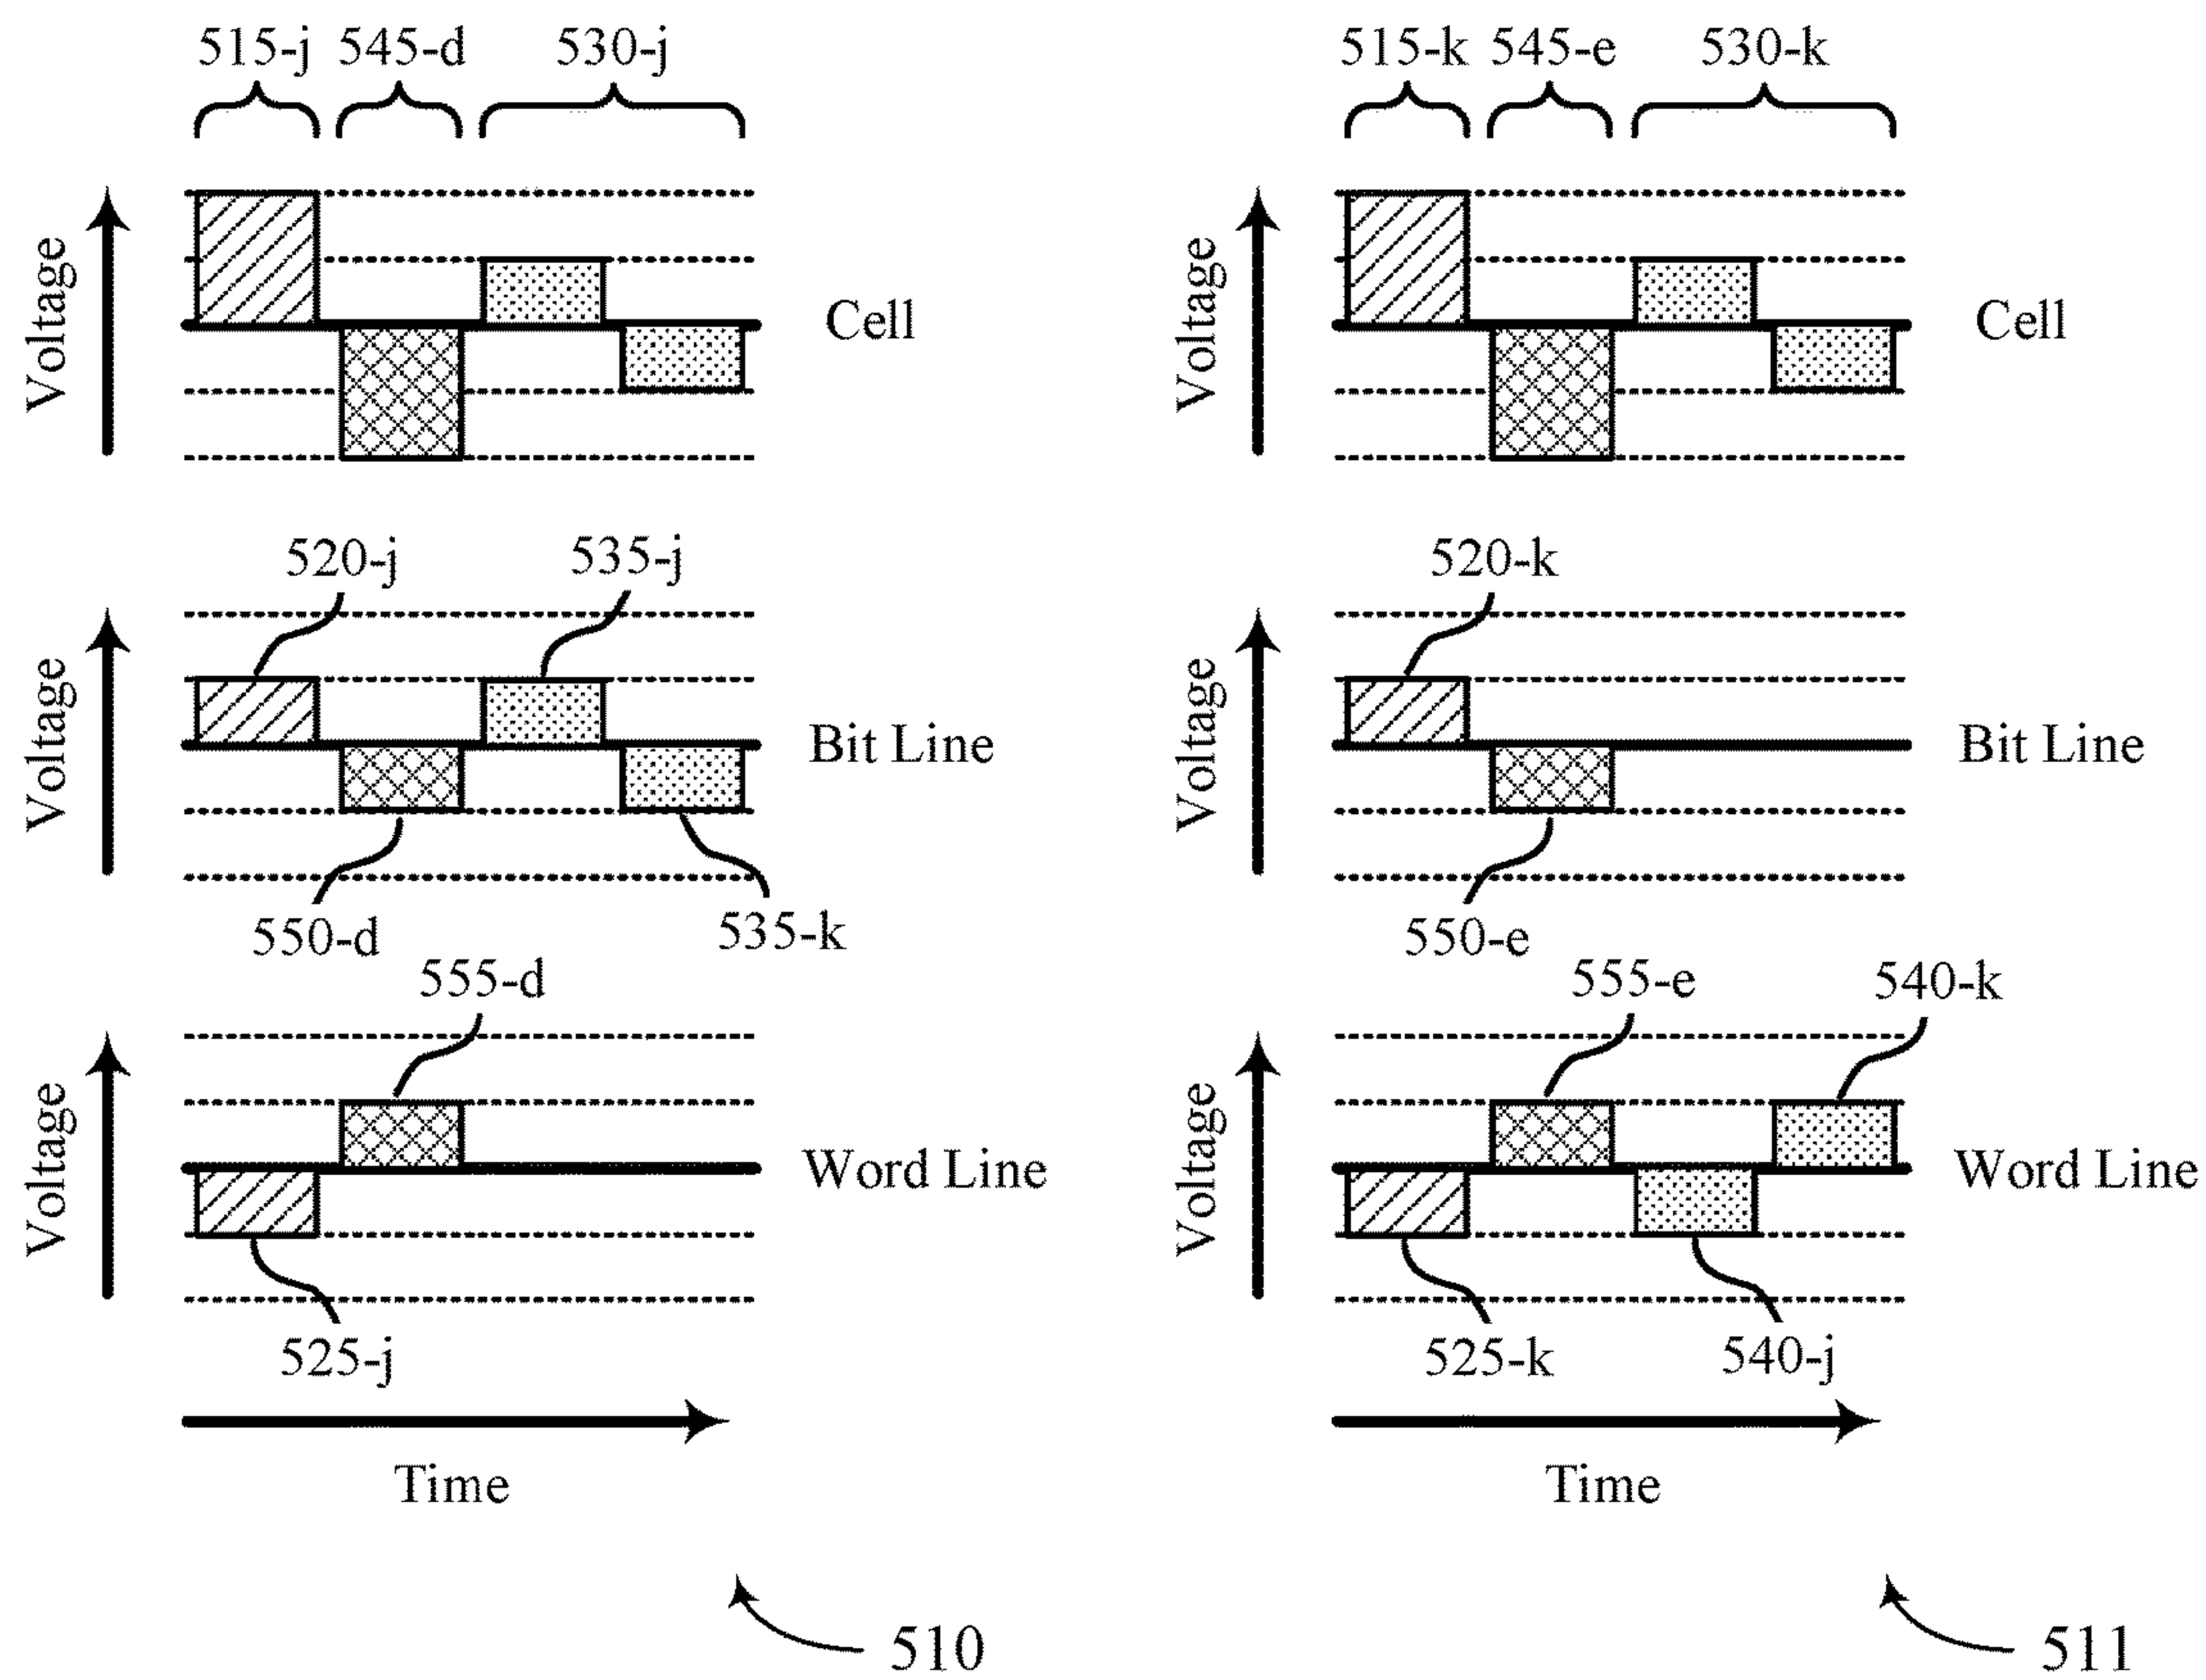 515-j 545-d 530-j
Voltage
Cell
520-j 535-j
Voltage
Bit Line
550-d 535-k
555-d
Voltage
Word Line
525-j
Time
510
515-k 545-e 530-k
Voltage
Cell
520-k
Voltage
Bit Line
550-e
555-e 540-k
Voltage
Word Line
525-k 540-j
Time
511